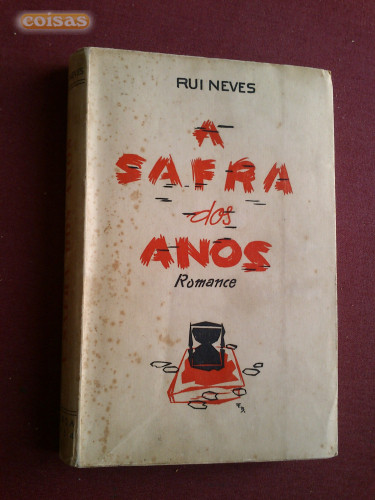 coisas
RUI NEVES
A
SAFRA
dos
ANOS
Romance